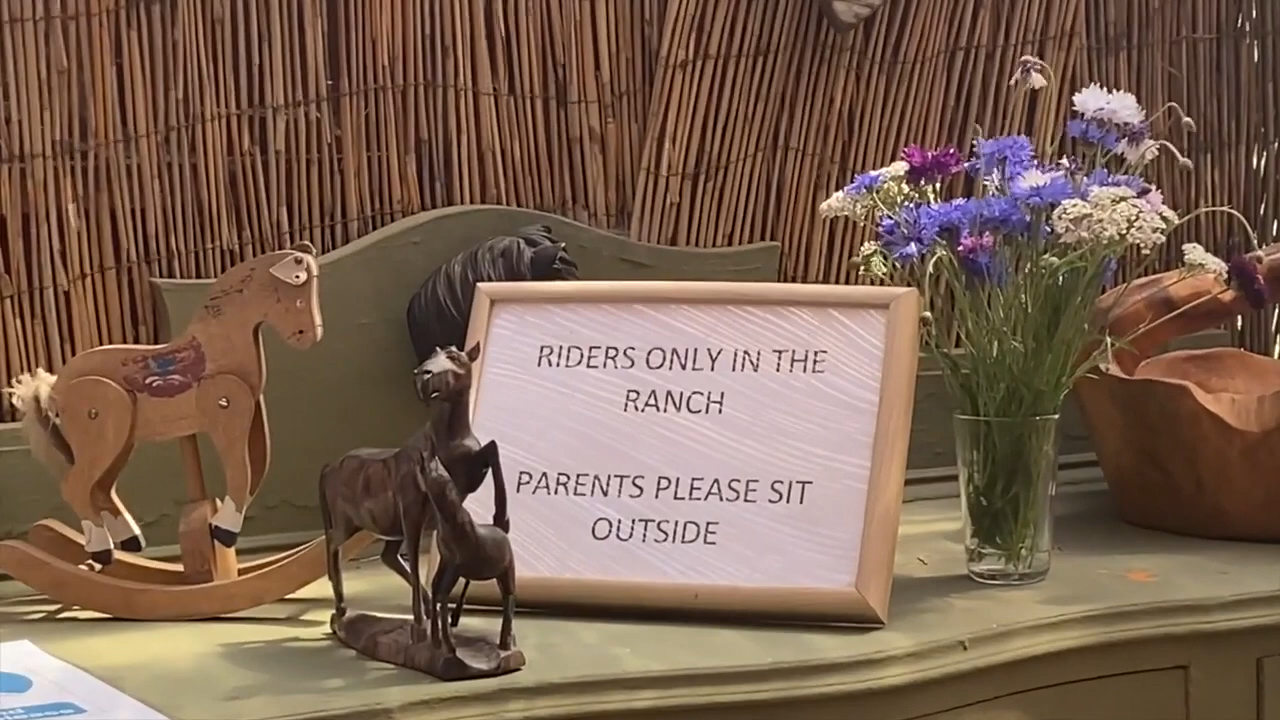 RIDERS ONLY IN THE
RANCH
PARENTS PLEASE SIT
OUTSIDE